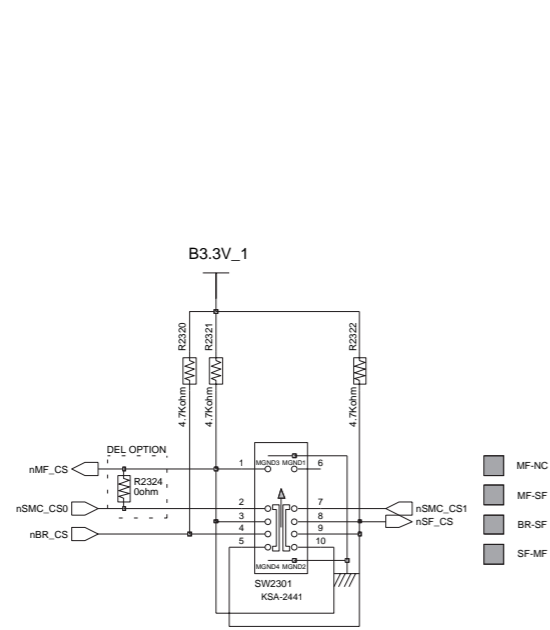 B3.3V_1
R2320
R2321
R2322
4.7Kohm
4.7Kohm
4.7Kohm
DEL OPTION
R2324
0ohm
nMF_CS
nSMC_CS0
nBR_CS
1
2
3
4
5
MGND3 MGND1
6
7
8
9
10
nSMC_CS1
nSF_CS
MGND4 MGND2
SW2301
KSA-2441
MF-NC
MF-SF
BR-SF
SF-MF